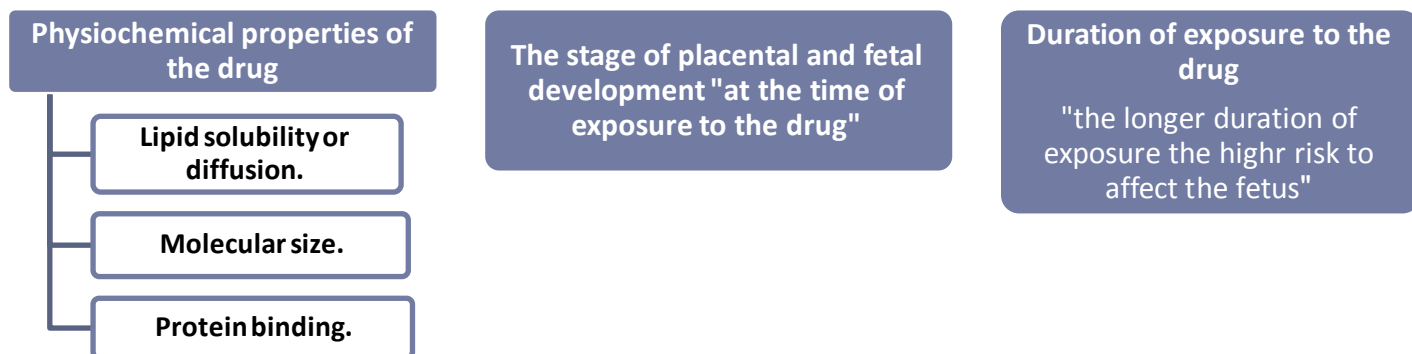 Physiochemical properties of
the drug
Lipid solubility or
diffusion.
Molecular size.
Protein binding.
The stage of placental and fetal
development "at the time of
exposure to the drug"
Duration of exposure to the
drug
"the longer duration of
exposure the highr risk to
affect the fetus"